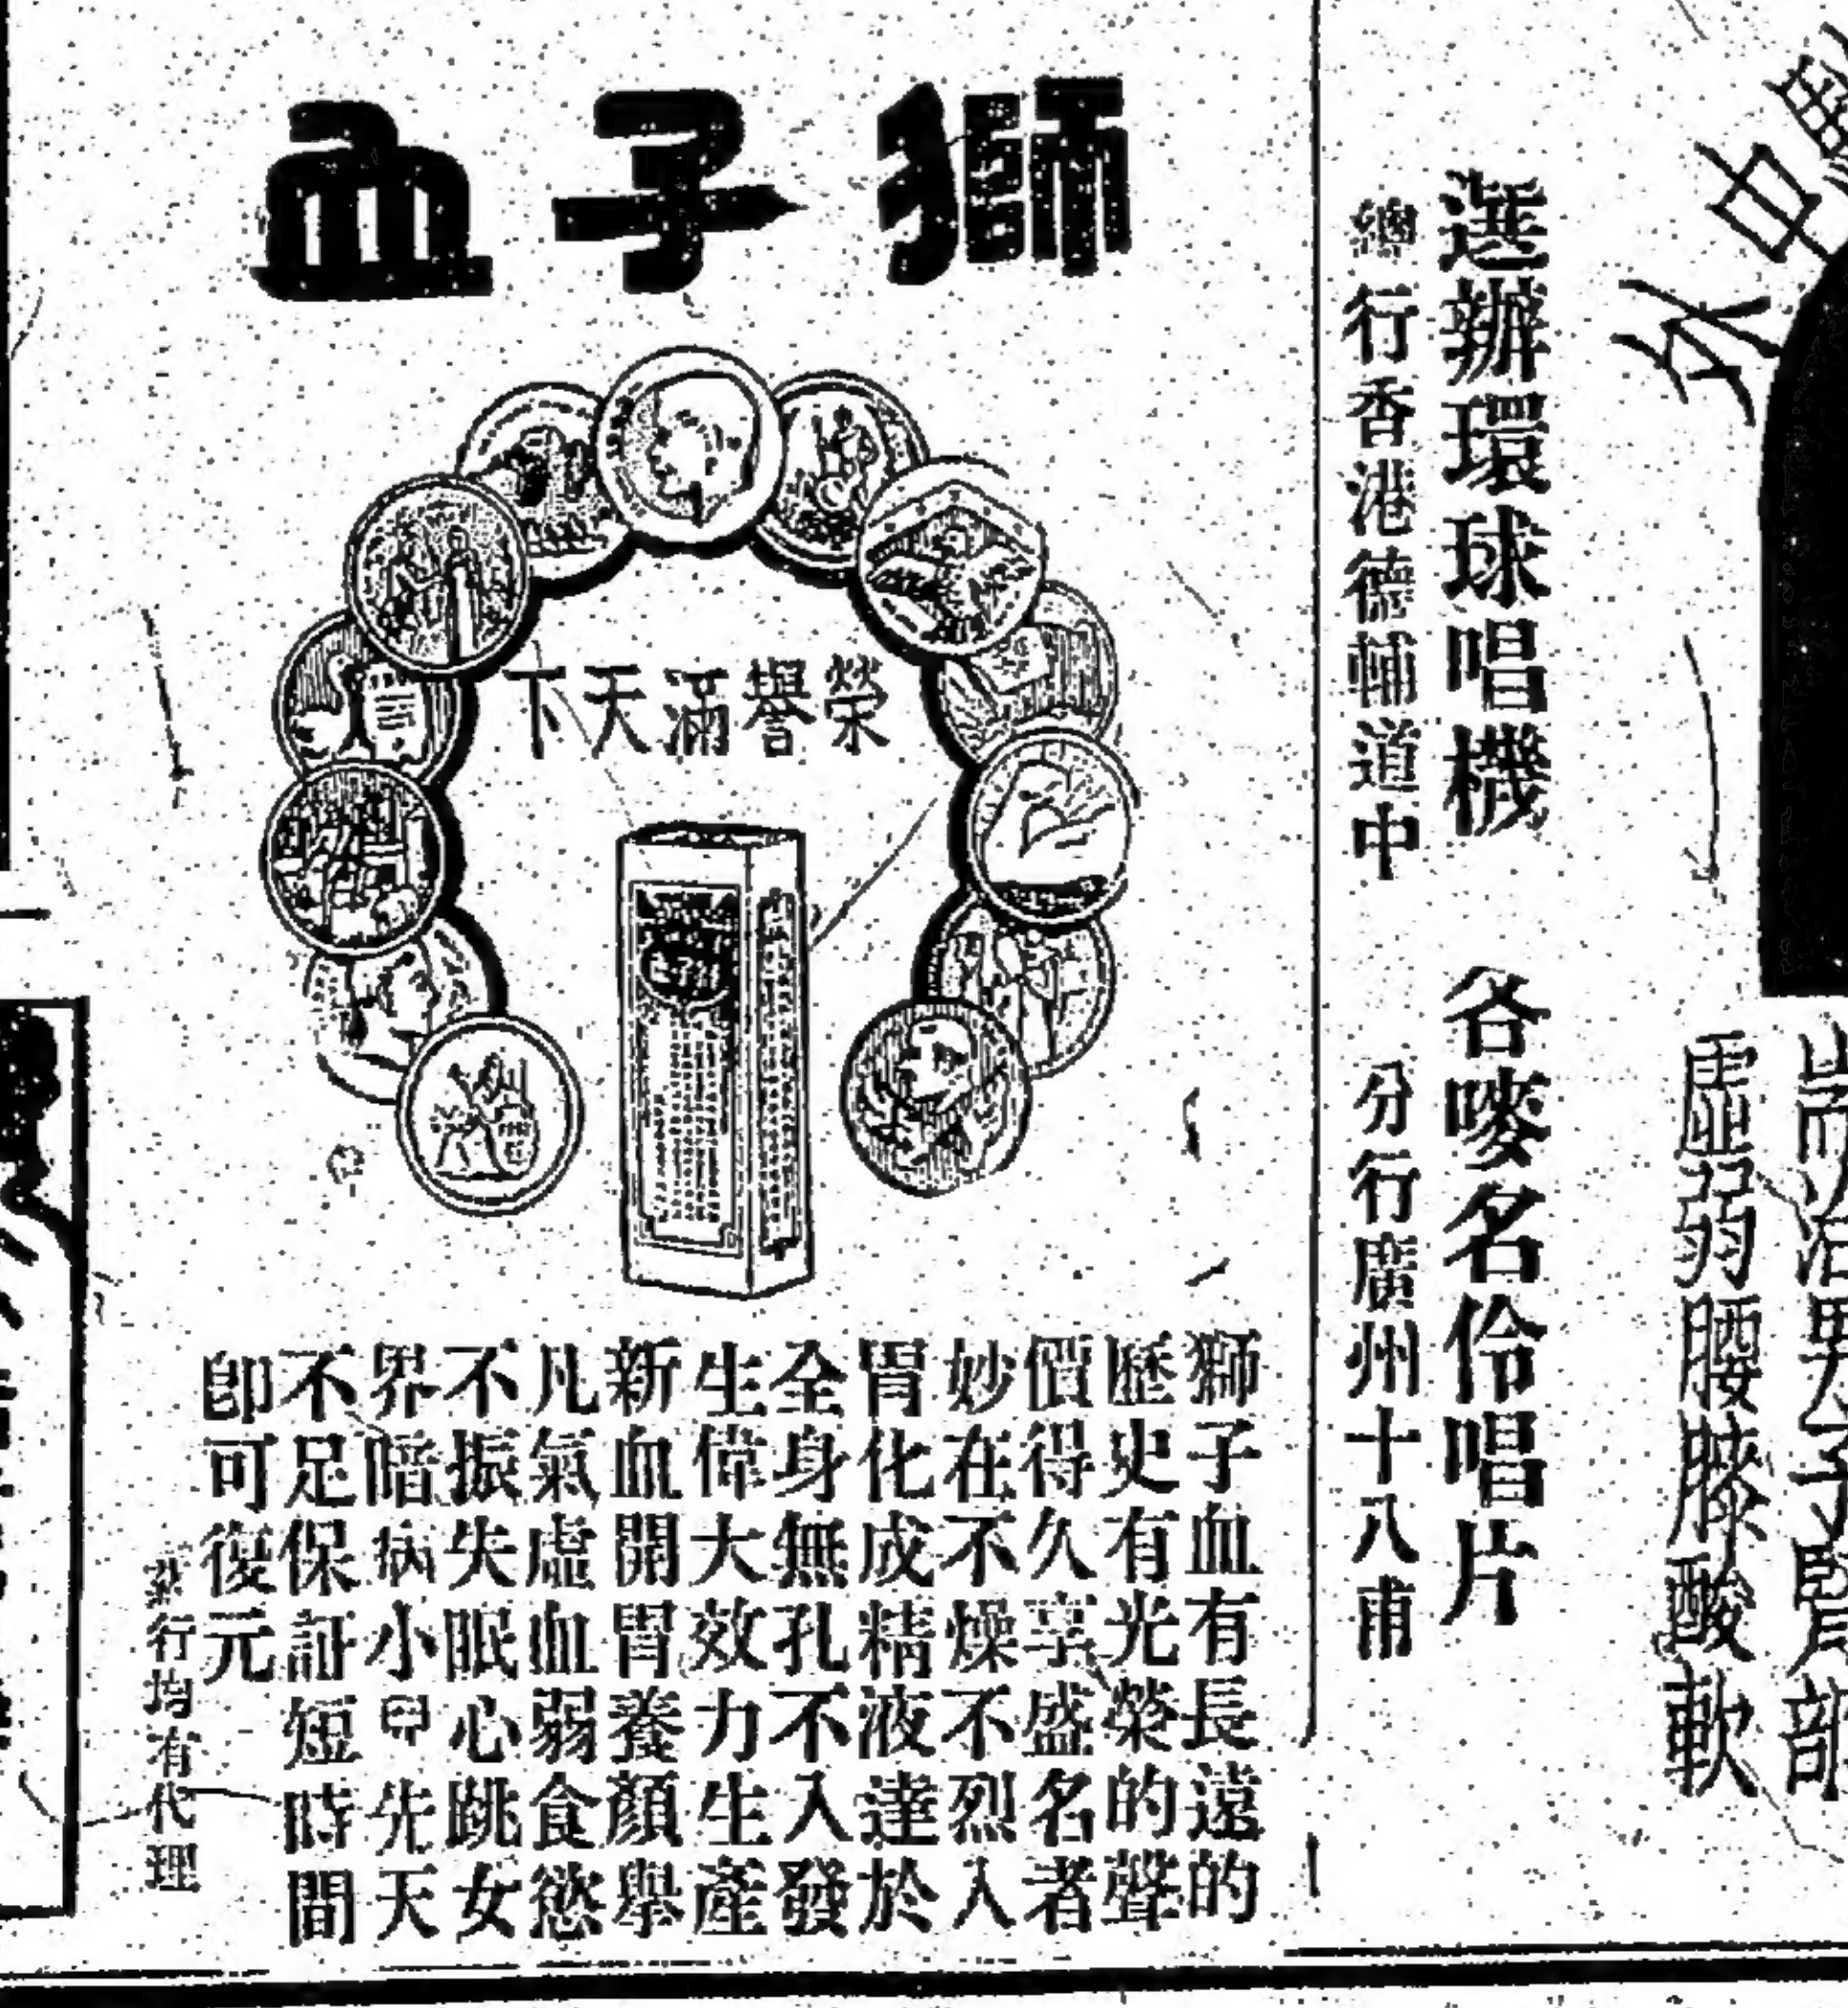 虛弱腰膝酸軟
選辦環球唱機 各嘜名伶唱片
總行香港德輔道中 分行廣州十八甫
獅子血
榮譽滿天下
獅子血有長遠的
歷史有光榮的聲
價得久享盛名者
妙在不燥不烈入
胃化成精液達於
全身無孔不入發
生偉大效力生產
新血開胃養顏舉
凡氣虛血弱食慾
不振失眠心跳女
界暗病小先天
不足保証短時間
卽可復元
行均有代理